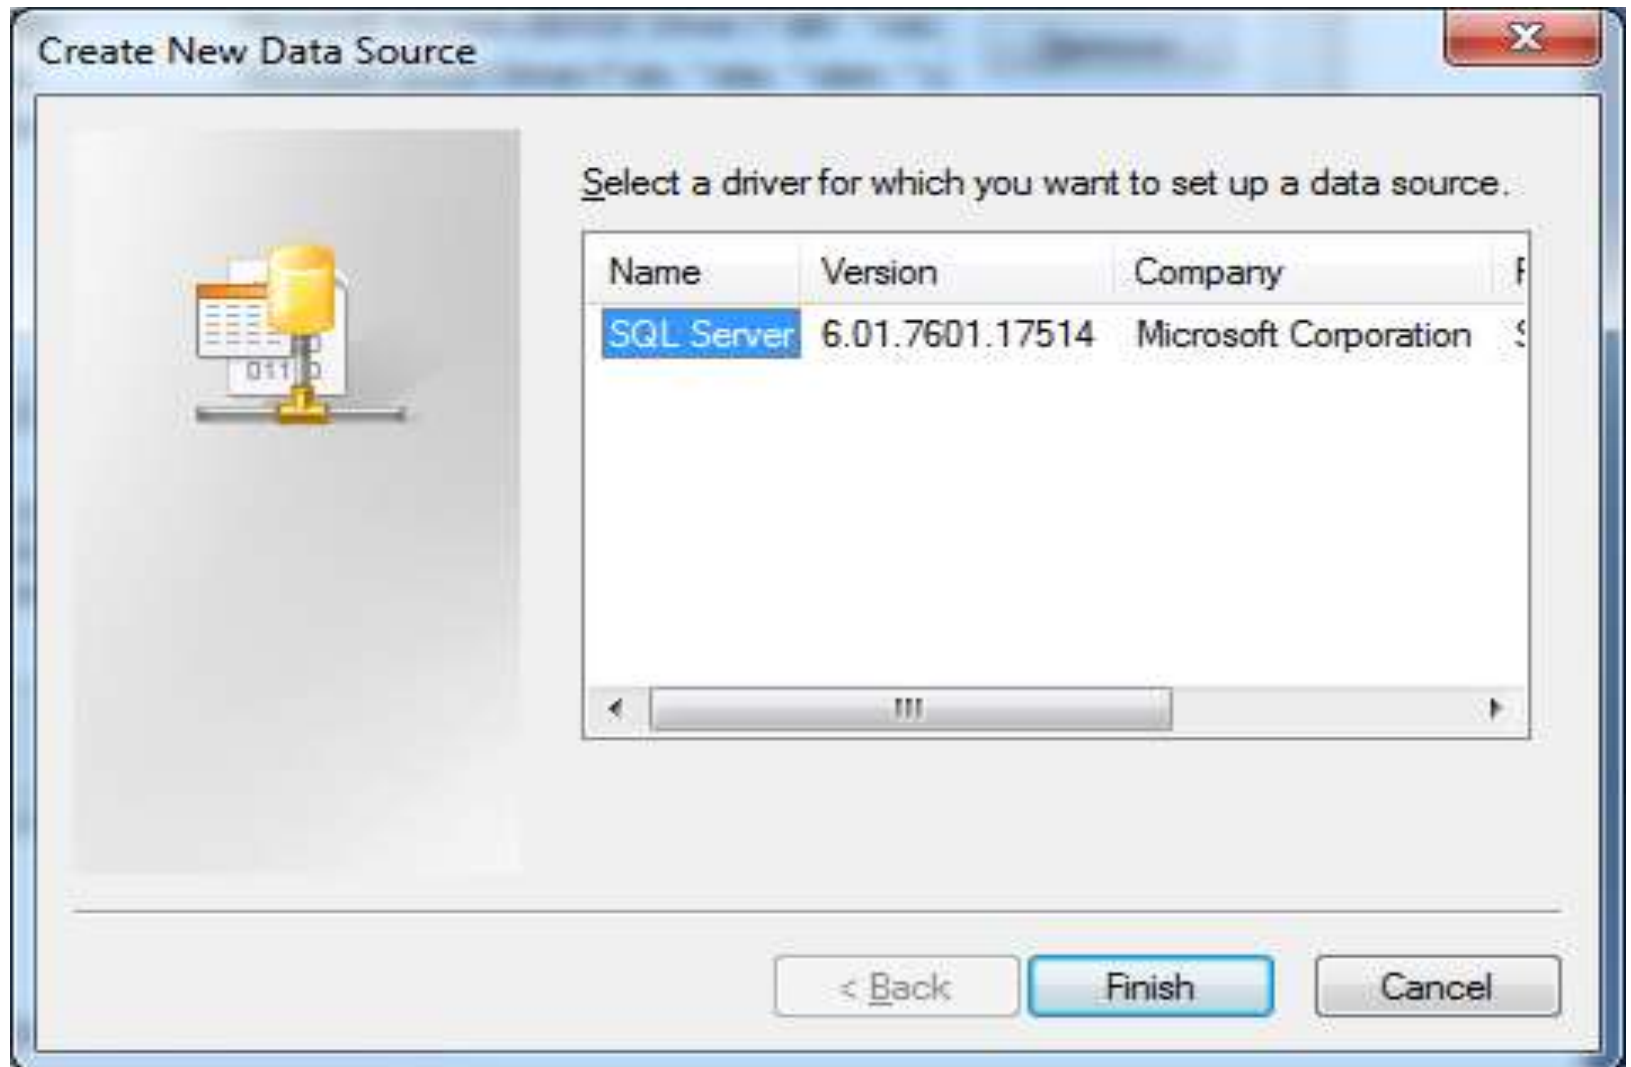 Create New Data Source
Select a driver for which you want to set up a data source.
Name Version Company F
SQL Server 6.01.7601.17514 Microsoft Corporation S
< Back Finish Cancel